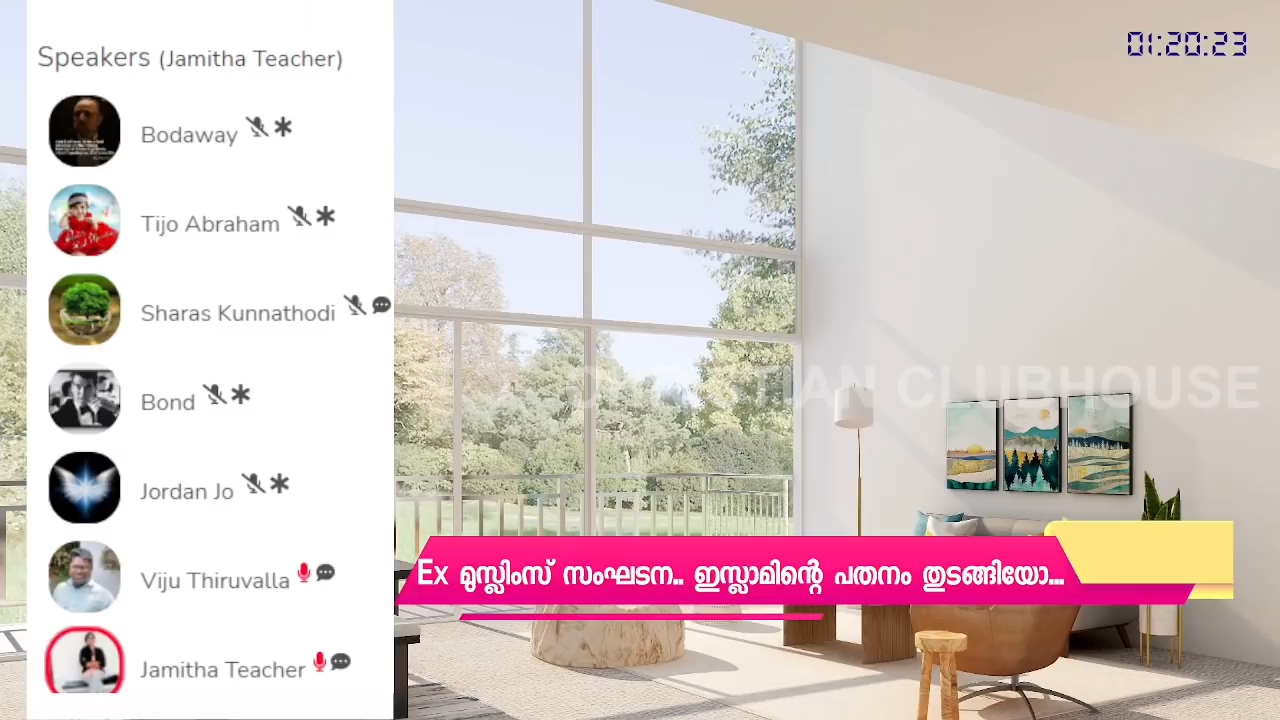 Speakers (Jamitha Teacher)
01:20:23
Bodaway
Tijo Abraham
Sharas Kunnathodi
Bond
CHRISTIAN CLUBHOUSE
Jordan Jo
Viju Thiruvalla
Ex മുസ്ലിംസ് സംഘടന.. ഇസ്ലാമിന്റെ പതനം തുടങ്ങിയോ...
Jamitha Teacher